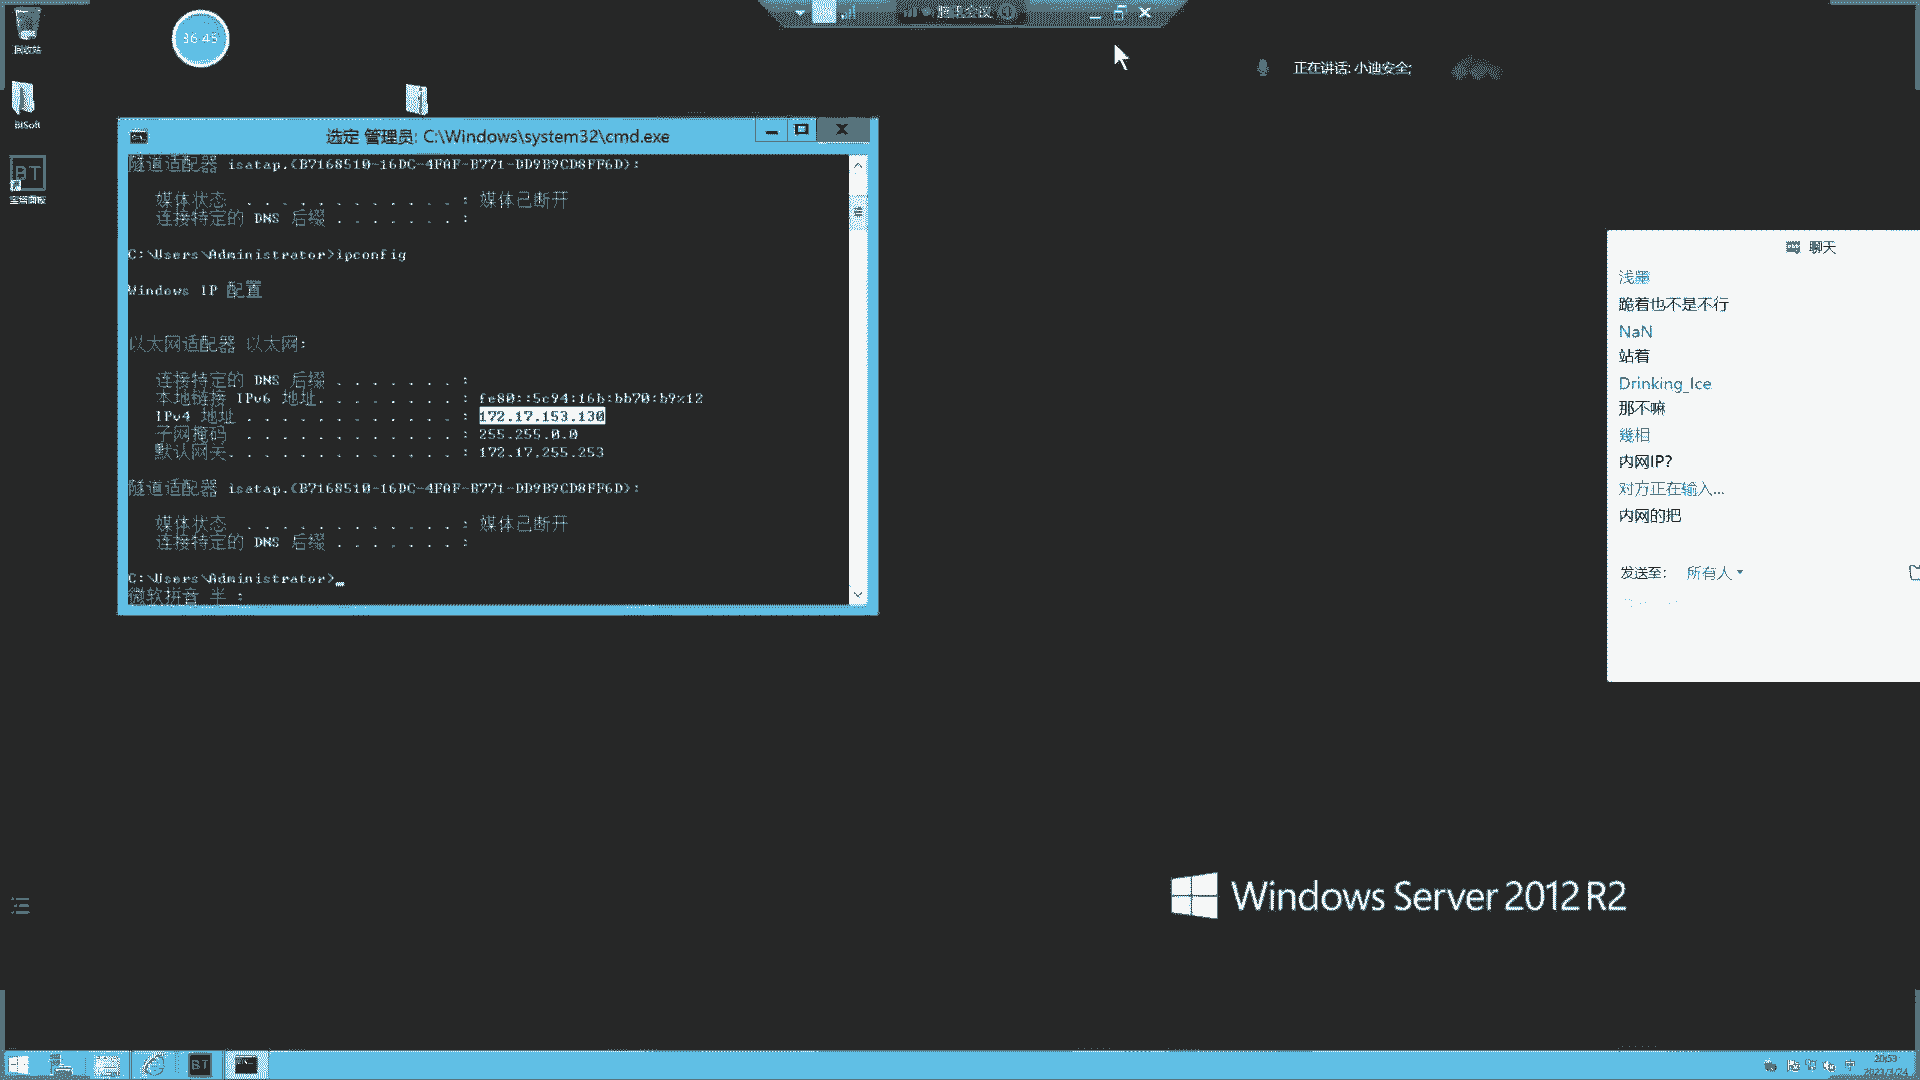 回收站
36:45
腾讯会议
正在讲话: 小迪安全;
BtSoft
BT
宝塔面板
选定 管理员: C:\Windows\system32\cmd.exe
隧道适配器 isatap.{B7168510-16DC-4FAF-B771-DD9B9CD8FF6D}:
媒体状态 . . . . . . . . . . . . : 媒体已断开
连接特定的 DNS 后缀 . . . . . . . :
C:\Users\Administrator>ipconfig
Windows IP 配置
以太网适配器 以太网:
连接特定的 DNS 后缀 . . . . . . . :
本地链接 IPv6 地址. . . . . . . . : fe80::5c94:16b:bb70:b9%12
IPv4 地址 . . . . . . . . . . . . : 172.17.153.130
子网掩码 . . . . . . . . . . . . : 255.255.0.0
默认网关. . . . . . . . . . . . . : 172.17.255.253
隧道适配器 isatap.{B7168510-16DC-4FAF-B771-DD9B9CD8FF6D}:
媒体状态 . . . . . . . . . . . . : 媒体已断开
连接特定的 DNS 后缀 . . . . . . . :
C:\Users\Administrator>
微软拼音 半 :
聊天
浅墨
跪着也不是不行
NaN
站着
Drinking_Ice
那不嘛
幾相
内网IP?
对方正在输入...
内网的把
发送至: 所有人
Windows Server 2012 R2
BT
中
20:53